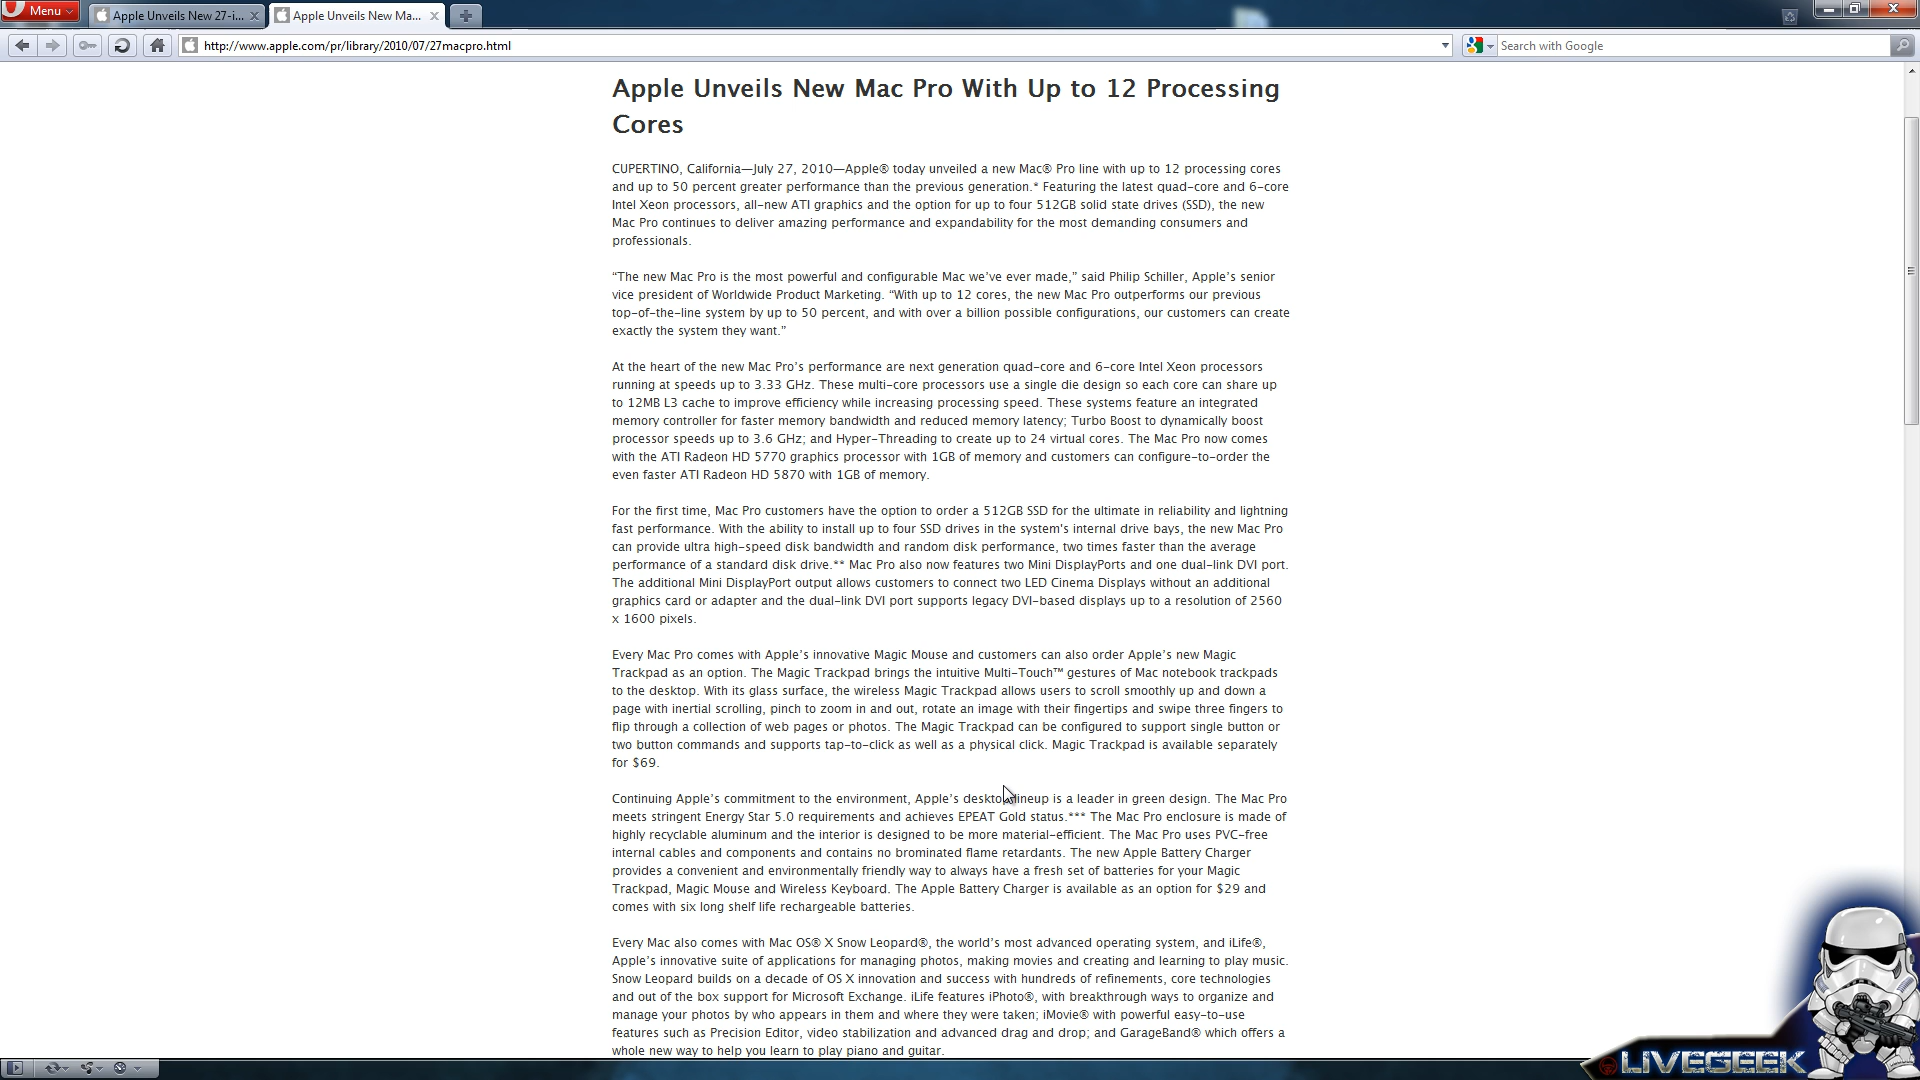 Menu
Apple Unveils New 27-i...
Apple Unveils New Ma...
http://www.apple.com/pr/library/2010/07/27macpro.html
Search with Google
Apple Unveils New Mac Pro With Up to 12 Processing
Cores
CUPERTINO, California—July 27, 2010—Apple® today unveiled a new Mac® Pro line with up to 12 processing cores
and up to 50 percent greater performance than the previous generation.* Featuring the latest quad-core and 6-core
Intel Xeon processors, all-new ATI graphics and the option for up to four 512GB solid state drives (SSD), the new
Mac Pro continues to deliver amazing performance and expandability for the most demanding consumers and
professionals.
“The new Mac Pro is the most powerful and configurable Mac we’ve ever made,” said Philip Schiller, Apple’s senior
vice president of Worldwide Product Marketing. “With up to 12 cores, the new Mac Pro outperforms our previous
top-of-the-line system by up to 50 percent, and with over a billion possible configurations, our customers can create
exactly the system they want.”
At the heart of the new Mac Pro’s performance are next generation quad-core and 6-core Intel Xeon processors
running at speeds up to 3.33 GHz. These multi-core processors use a single die design so each core can share up
to 12MB L3 cache to improve efficiency while increasing processing speed. These systems feature an integrated
memory controller for faster memory bandwidth and reduced memory latency; Turbo Boost to dynamically boost
processor speeds up to 3.6 GHz; and Hyper-Threading to create up to 24 virtual cores. The Mac Pro now comes
with the ATI Radeon HD 5770 graphics processor with 1GB of memory and customers can configure-to-order the
even faster ATI Radeon HD 5870 with 1GB of memory.
For the first time, Mac Pro customers have the option to order a 512GB SSD for the ultimate in reliability and lightning
fast performance. With the ability to install up to four SSD drives in the system's internal drive bays, the new Mac Pro
can provide ultra high-speed disk bandwidth and random disk performance, two times faster than the average
performance of a standard disk drive.** Mac Pro also now features two Mini DisplayPorts and one dual-link DVI port.
The additional Mini DisplayPort output allows customers to connect two LED Cinema Displays without an additional
graphics card or adapter and the dual-link DVI port supports legacy DVI-based displays up to a resolution of 2560
x 1600 pixels.
Every Mac Pro comes with Apple’s innovative Magic Mouse and customers can also order Apple’s new Magic
Trackpad as an option. The Magic Trackpad brings the intuitive Multi-Touch™ gestures of Mac notebook trackpads
to the desktop. With its glass surface, the wireless Magic Trackpad allows users to scroll smoothly up and down a
page with inertial scrolling, pinch to zoom in and out, rotate an image with their fingertips and swipe three fingers to
flip through a collection of web pages or photos. The Magic Trackpad can be configured to support single button or
two button commands and supports tap-to-click as well as a physical click. Magic Trackpad is available separately
for $69.
Continuing Apple’s commitment to the environment, Apple’s desktop lineup is a leader in green design. The Mac Pro
meets stringent Energy Star 5.0 requirements and achieves EPEAT Gold status.*** The Mac Pro enclosure is made of
highly recyclable aluminum and the interior is designed to be more material-efficient. The Mac Pro uses PVC-free
internal cables and components and contains no brominated flame retardants. The new Apple Battery Charger
provides a convenient and environmentally friendly way to always have a fresh set of batteries for your Magic
Trackpad, Magic Mouse and Wireless Keyboard. The Apple Battery Charger is available as an option for $29 and
comes with six long shelf life rechargeable batteries.
Every Mac also comes with Mac OS® X Snow Leopard®, the world’s most advanced operating system, and iLife®,
Apple’s innovative suite of applications for managing photos, making movies and creating and learning to play music.
Snow Leopard builds on a decade of OS X innovation and success with hundreds of refinements, core technologies
and out of the box support for Microsoft Exchange. iLife features iPhoto®, with breakthrough ways to organize and
manage your photos by who appears in them and where they were taken; iMovie® with powerful easy-to-use
features such as Precision Editor, video stabilization and advanced drag and drop; and GarageBand® which offers a
whole new way to help you learn to play piano and guitar.
LIVEGEEK